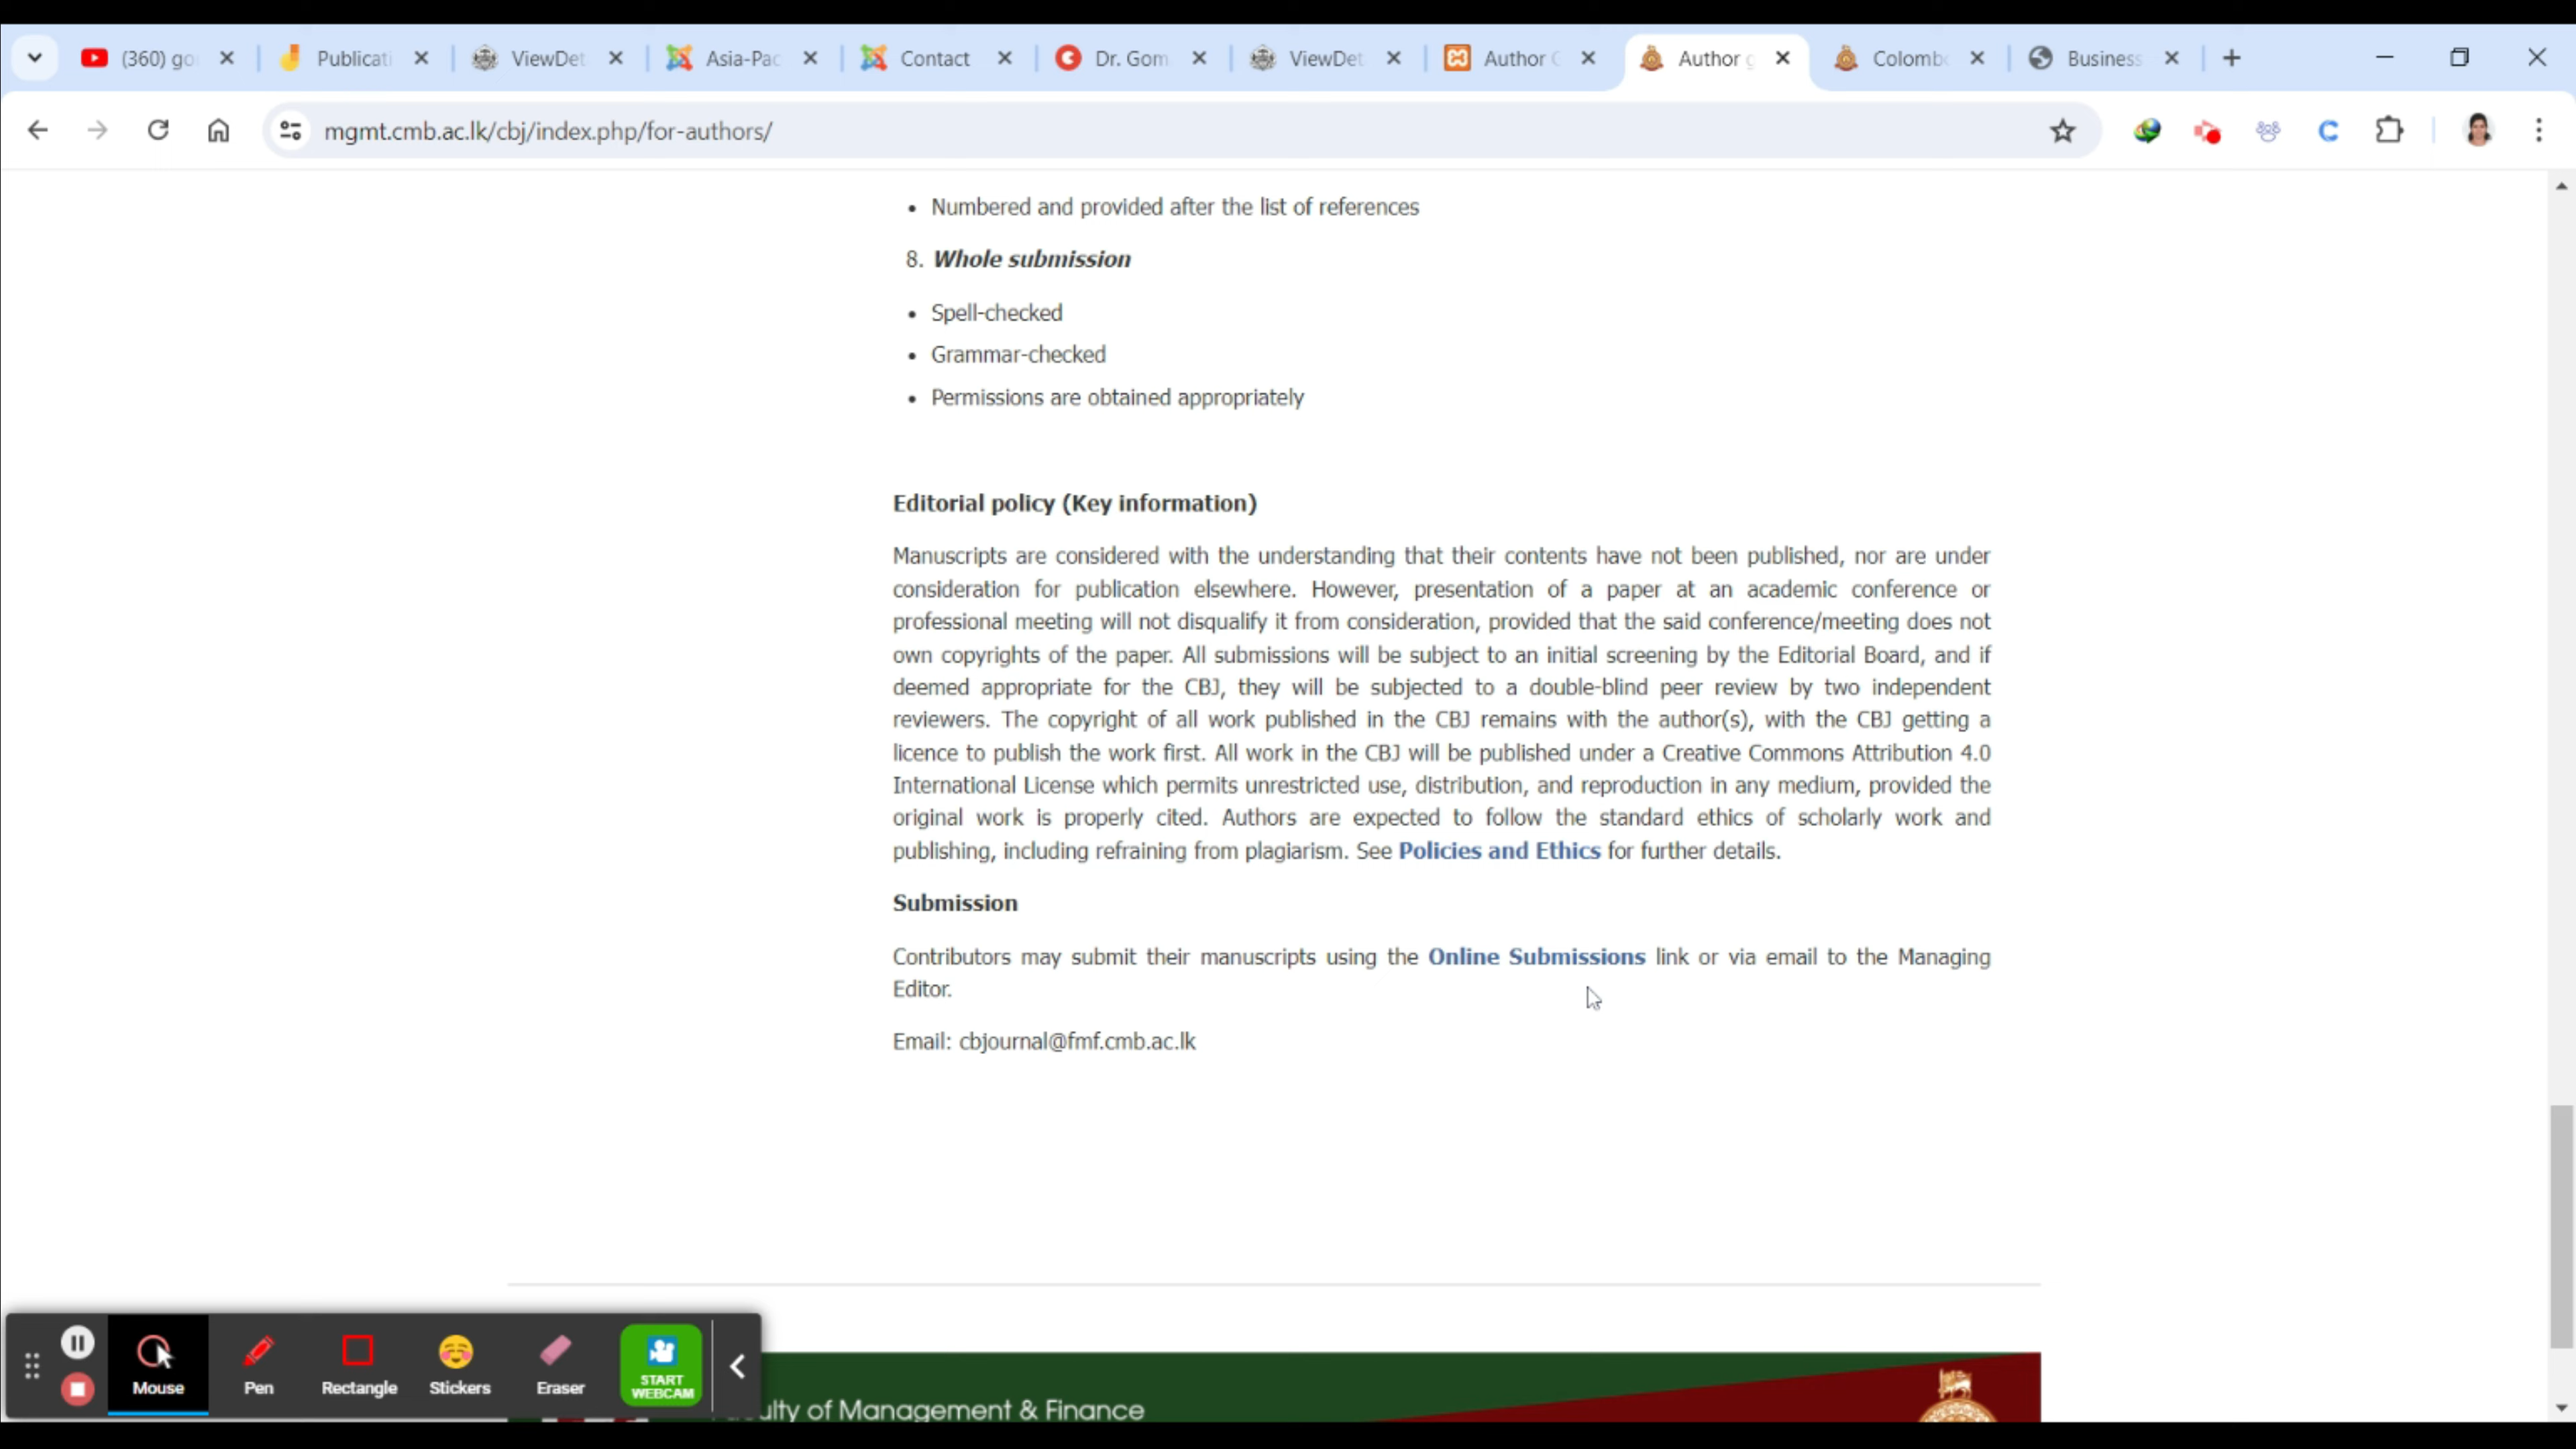 (360) go
Publicati
ViewDet
Asia-Pac
Contact
Dr. Gom
ViewDet
Author G
Author g
Colombo
Business
mgmt.cmb.ac.lk/cbj/index.php/for-authors/
• Numbered and provided after the list of references
8. Whole submission
• Spell-checked
• Grammar-checked
• Permissions are obtained appropriately
Editorial policy (Key information)
Manuscripts are considered with the understanding that their contents have not been published, nor are under
consideration for publication elsewhere. However, presentation of a paper at an academic conference or
professional meeting will not disqualify it from consideration, provided that the said conference/meeting does not
own copyrights of the paper. All submissions will be subject to an initial screening by the Editorial Board, and if
deemed appropriate for the CBJ, they will be subjected to a double-blind peer review by two independent
reviewers. The copyright of all work published in the CBJ remains with the author(s), with the CBJ getting a
licence to publish the work first. All work in the CBJ will be published under a Creative Commons Attribution 4.0
International License which permits unrestricted use, distribution, and reproduction in any medium, provided the
original work is properly cited. Authors are expected to follow the standard ethics of scholarly work and
publishing, including refraining from plagiarism. See Policies and Ethics for further details.
Submission
Contributors may submit their manuscripts using the Online Submissions link or via email to the Managing
Editor.
Email: cbjournal@fmf.cmb.ac.lk
Mouse
Pen
Rectangle
Stickers
Eraser
START
WEBCAM
culty of Management & Finance